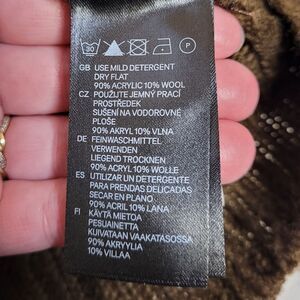 30 P
GB USE MILD DETERGENT
DRY FLAT
90% ACRYLIC 10% WOOL
CZ POUŽIJTE JEMNÝ PRACÍ
PROSTŘEDEK
SUŠENÍ NA VODOROVNÉ
PLOŠE
90% AKRYL 10% VLNA
DE FEINWASCHMITTEL
VERWENDEN
LIEGEND TROCKNEN
90% ACRYL 10% WOLLE
ES UTILIZAR UN DETERGENTE
PARA PRENDAS DELICADAS
SECAR EN PLANO
90% ACRIL 10% LANA
FI KÄYTÄ MIETOA
PESUAINETTA
KUIVATAAN VAAKATASOSSA
90% AKRYYLIA
10% VILLAA